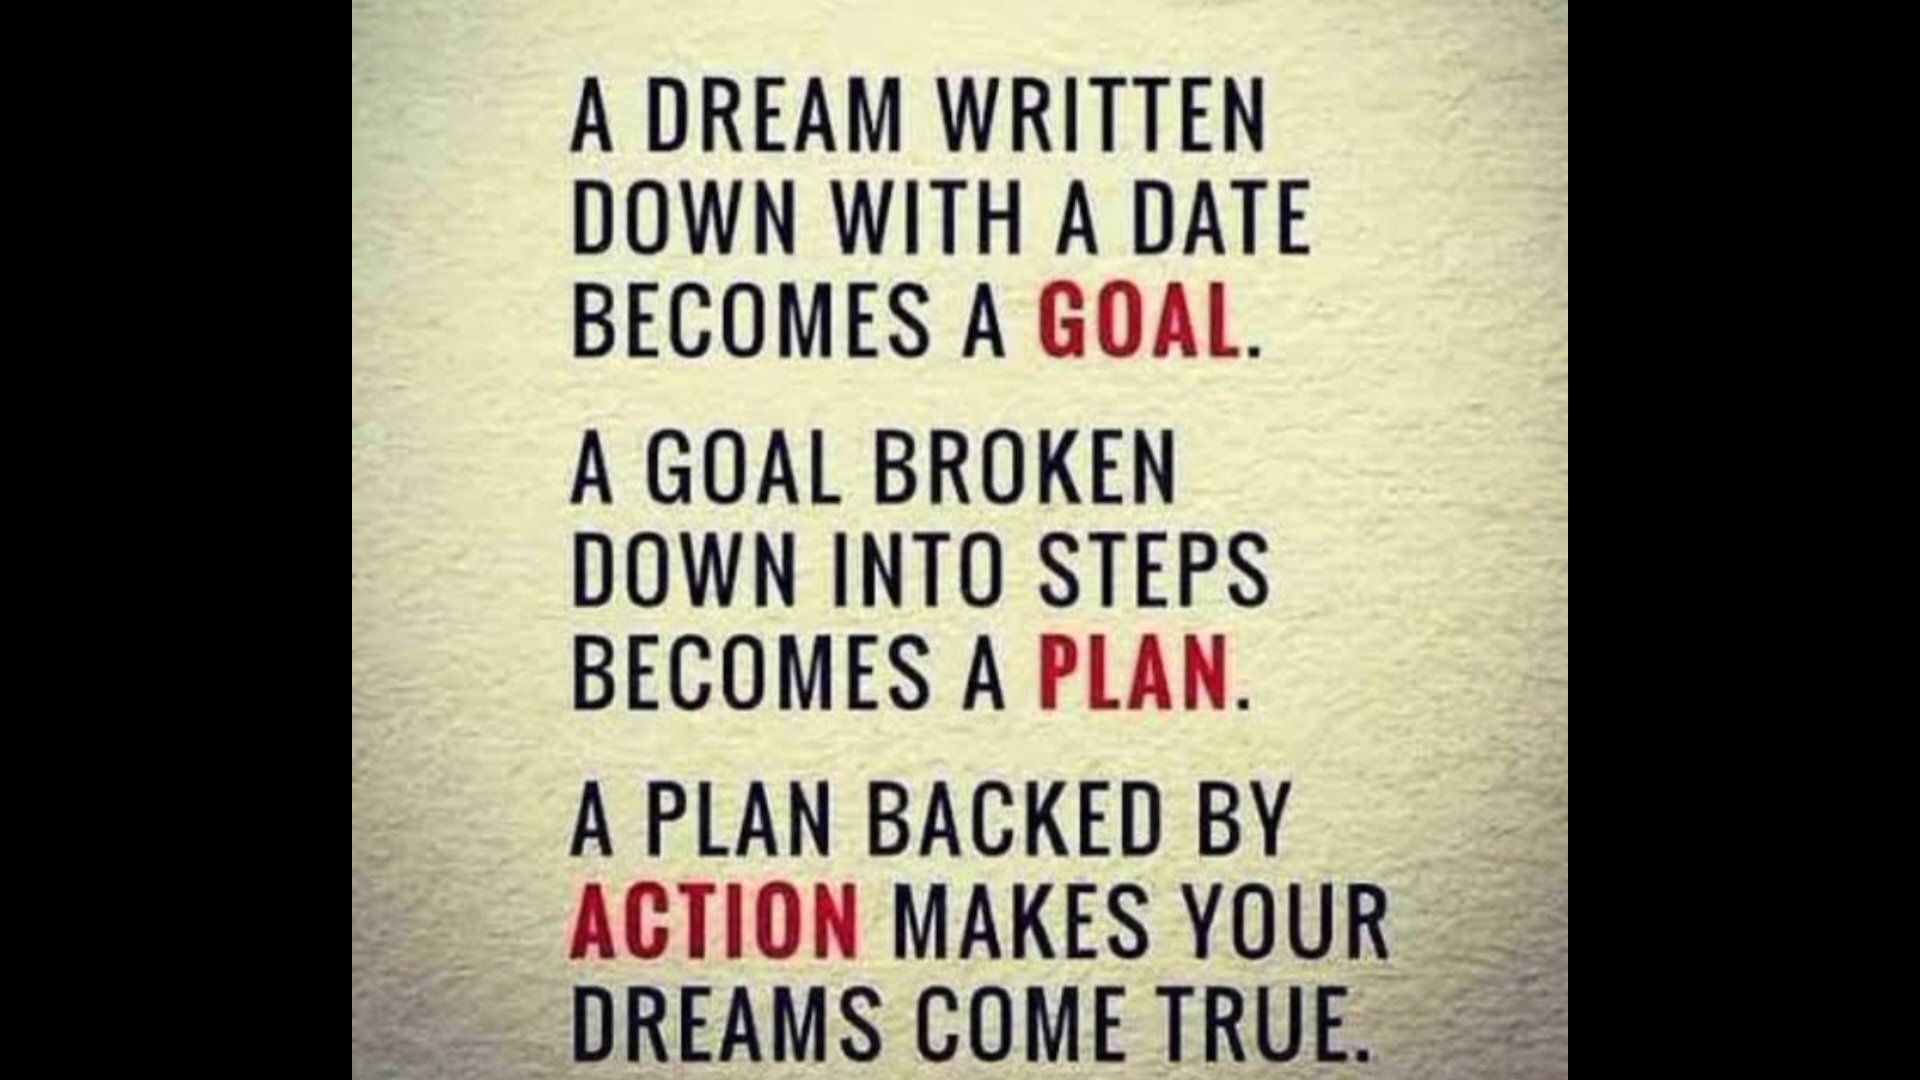 A DREAM WRITTEN
DOWN WITH A DATE
BECOMES A GOAL.
A GOAL BROKEN
DOWN INTO STEPS
BECOMES A PLAN.
A PLAN BACKED BY
ACTION MAKES YOUR
DREAMS COME TRUE.